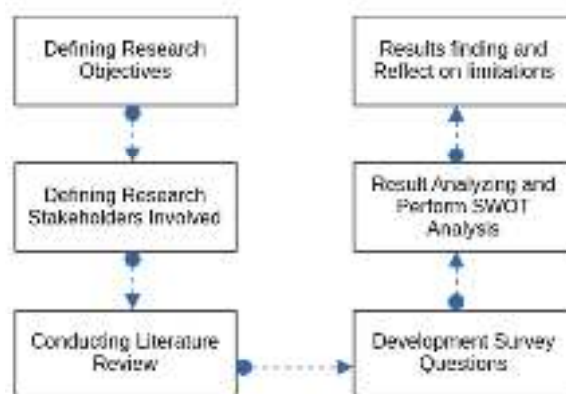 Defining Research
Objectives
Defining Research
Stakeholders Involved
Conducting Literature
Review
Development Survey
Questions
Result Analyzing and
Perform SWOT
Analysis
Results finding and
Reflect on limitations